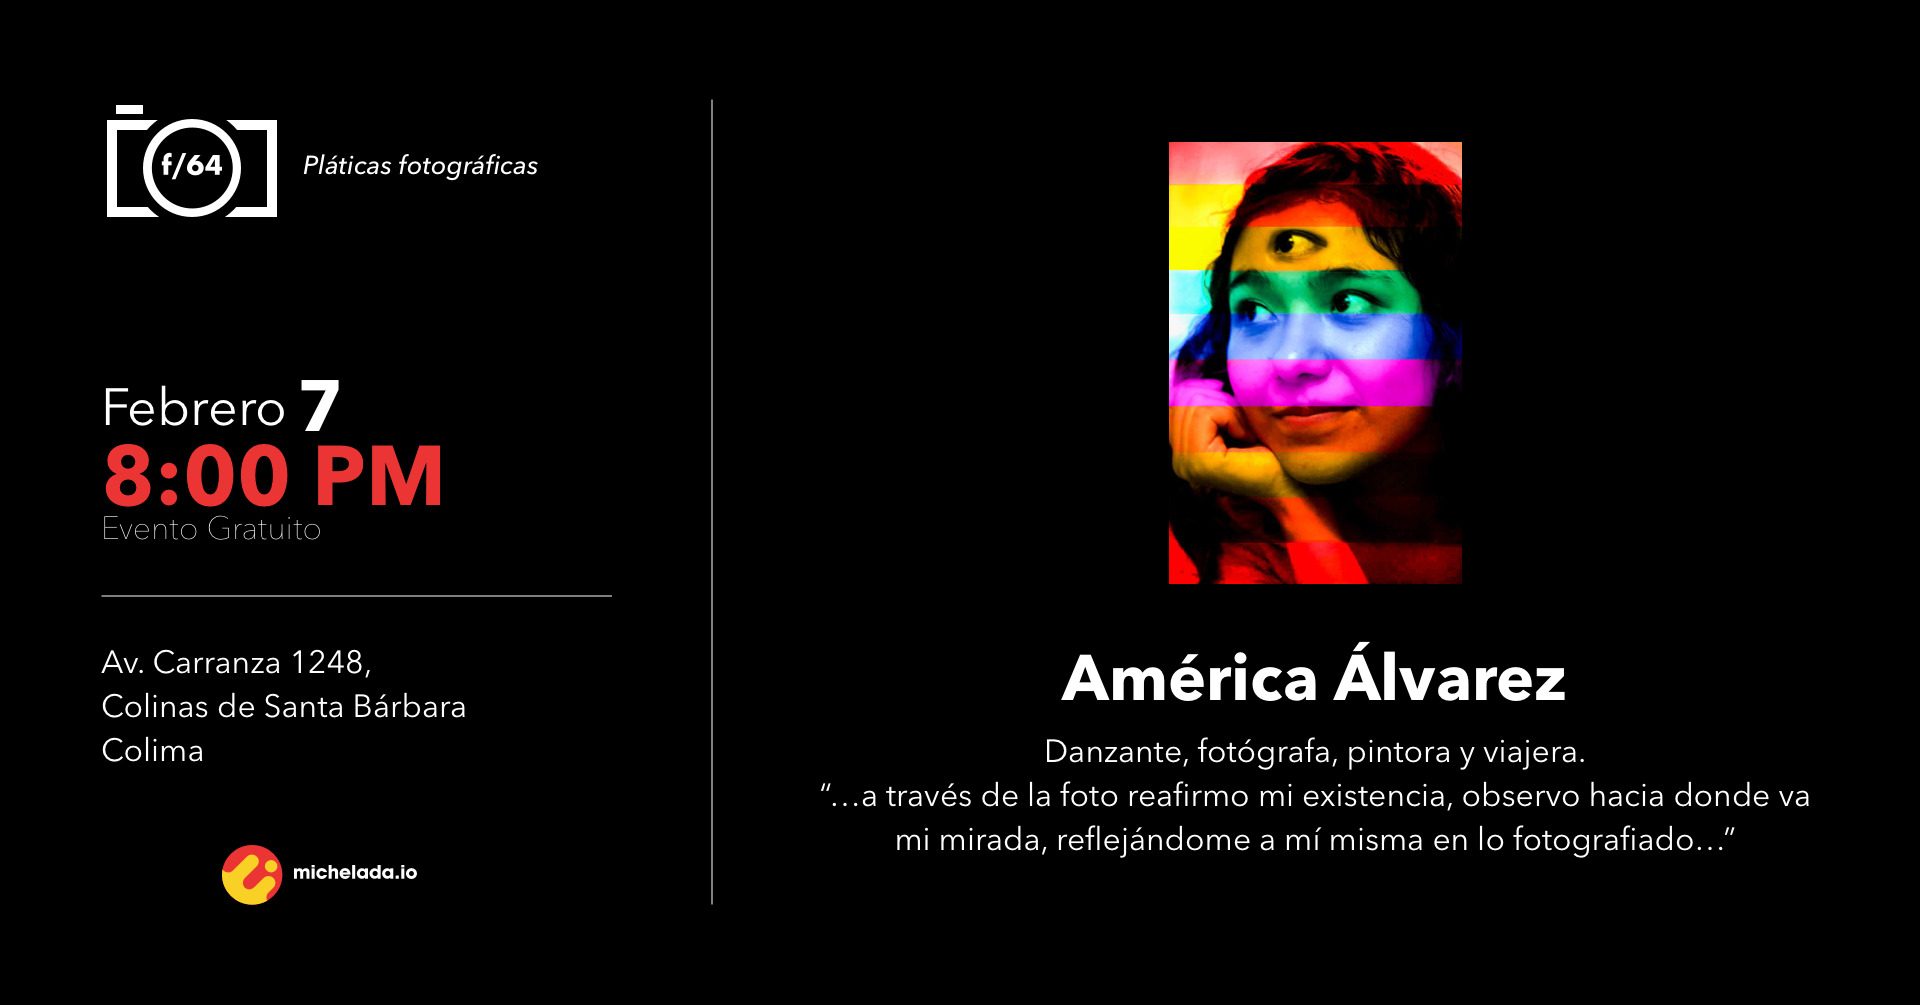 f/64
Pláticas fotográficas
Febrero 7
8:00 PM
Evento Gratuito
Av. Carranza 1248,
Colinas de Santa Bárbara
Colima
michelada.io
América Álvarez
Danzante, fotógrafa, pintora y viajera.
“…a través de la foto reafirmo mi existencia, observo hacia donde va
mi mirada, reflejándome a mí misma en lo fotografiado…”